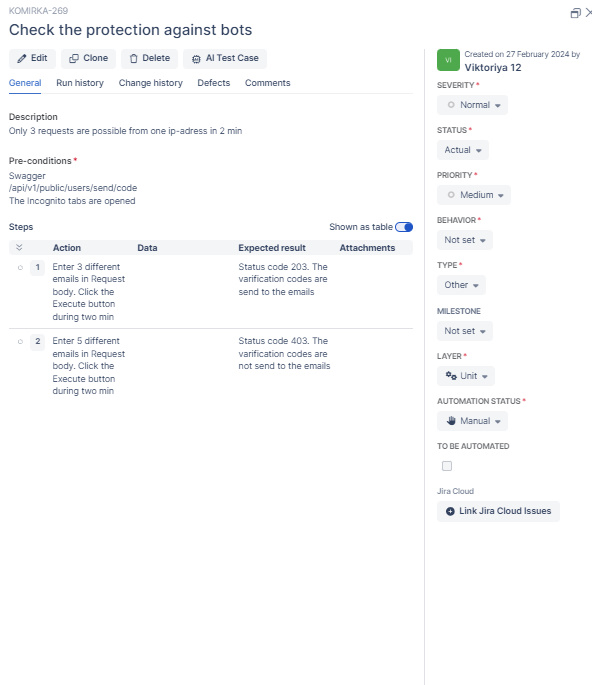 KOMIRKA-269
Check the protection against bots
Edit
Clone
Delete
AI Test Case
General
Run history
Change history
Defects
Comments
Description
Only 3 requests are possible from one ip-adress in 2 min
Pre-conditions *
Swagger
/api/v1/public/users/send/code
The Incognito tabs are opened
Steps
Shown as table
Action
Data
Expected result
Attachments
1
Enter 3 different
emails in Request
body. Click the
Execute button
during two min
Status code 203. The
varification codes are
send to the emails
2
Enter 5 different
emails in Request
body. Click the
Execute button
during two min
Status code 403. The
varification codes are
not send to the emails
VI
Created on 27 February 2024 by
Viktoriya 12
SEVERITY *
Normal
STATUS *
Actual
PRIORITY *
Medium
BEHAVIOR *
Not set
TYPE *
Other
MILESTONE
Not set
LAYER *
Unit
AUTOMATION STATUS *
Manual
TO BE AUTOMATED
Jira Cloud
Link Jira Cloud Issues